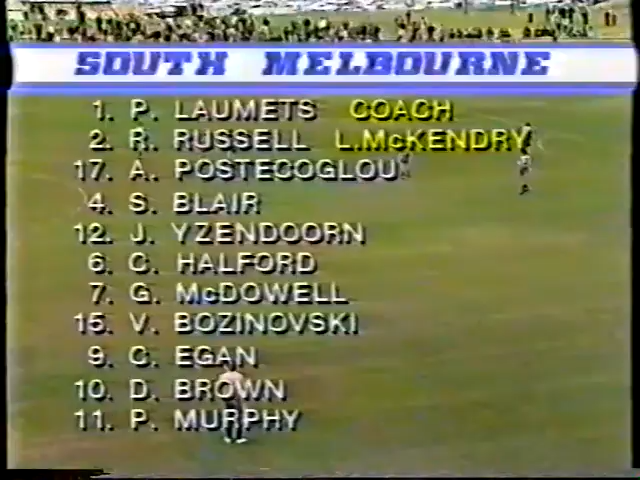 SOUTH MELBOURNE
1. P. LAUMETS COACH
2. R. RUSSELL L.McKENDRY
17. A. POSTECOGLOU
4. S. BLAIR
12. J. YZENDOORN
6. C. HALFORD
7. G. McDOWELL
15. V. BOZINOVSKI
9. C. EGAN
10. D. BROWN
11. P. MURPHY